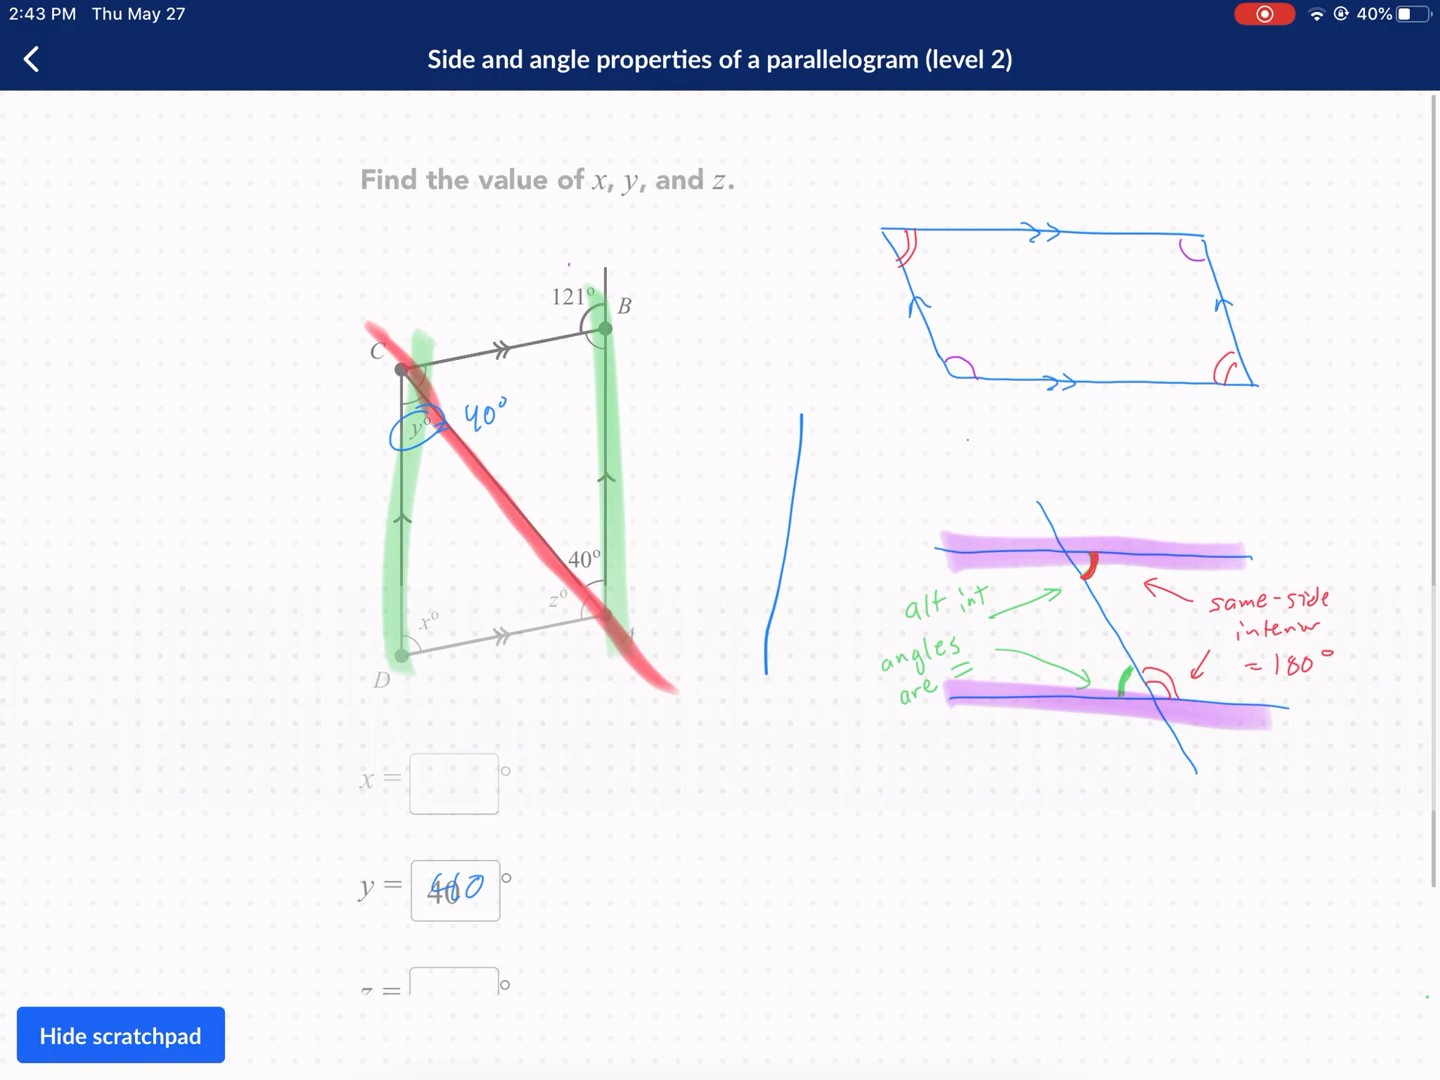 2:43 PM Thu May 27
40%
Side and angle properties of a parallelogram (level 2)
Find the value of x, y, and z.
121°
B
C
y°
40°
40°
z°
A
x°
D
alt int
angles
are =
same-side
interior
= 180°
x = °
y = 40 40 °
z = °
Hide scratchpad